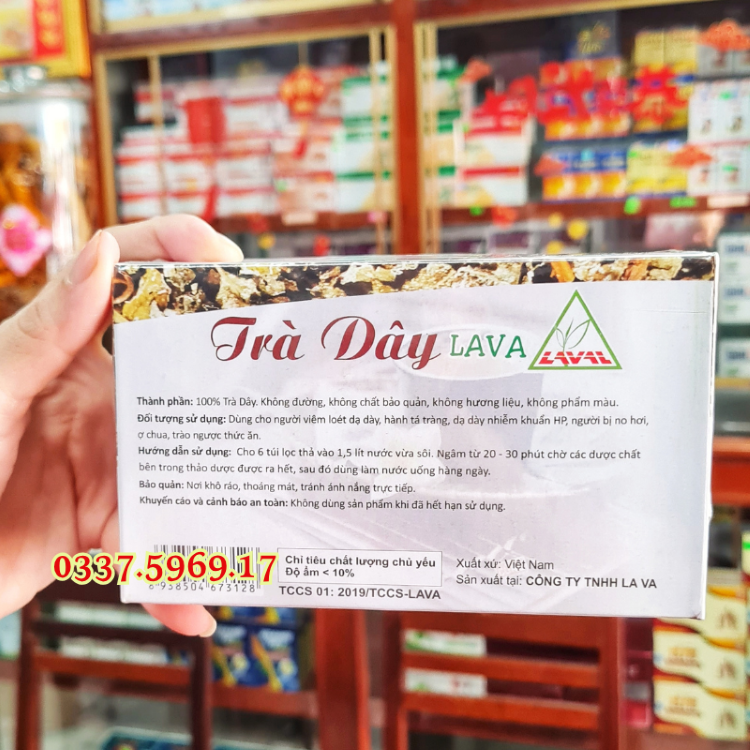 Trà Dây LAVA
LAVAL
Thành phần: 100% Trà Dây. Không đường, không chất bảo quản, không hương liệu, không phẩm màu.
Đối tượng sử dụng: Dùng cho người viêm loét dạ dày, hành tá tràng, dạ dày nhiễm khuẩn HP, người bị no hơi,
ợ chua, trào ngược thức ăn.
Hướng dẫn sử dụng: Cho 6 túi lọc thả vào 1,5 lít nước vừa sôi. Ngâm từ 20 - 30 phút chờ các dược chất
bên trong thảo dược được ra hết, sau đó dùng làm nước uống hàng ngày.
Bảo quản: Nơi khô ráo, thoáng mát, tránh ánh nắng trực tiếp.
Khuyến cáo và cảnh báo an toàn: Không dùng sản phẩm khi đã hết hạn sử dụng.
0337.5969.17
8 938504 673128
Chỉ tiêu chất lượng chủ yếu
Độ ẩm < 10%
TCCS 01: 2019/TCCS-LAVA
Xuất xứ: Việt Nam
Sản xuất tại: CÔNG TY TNHH LA VA